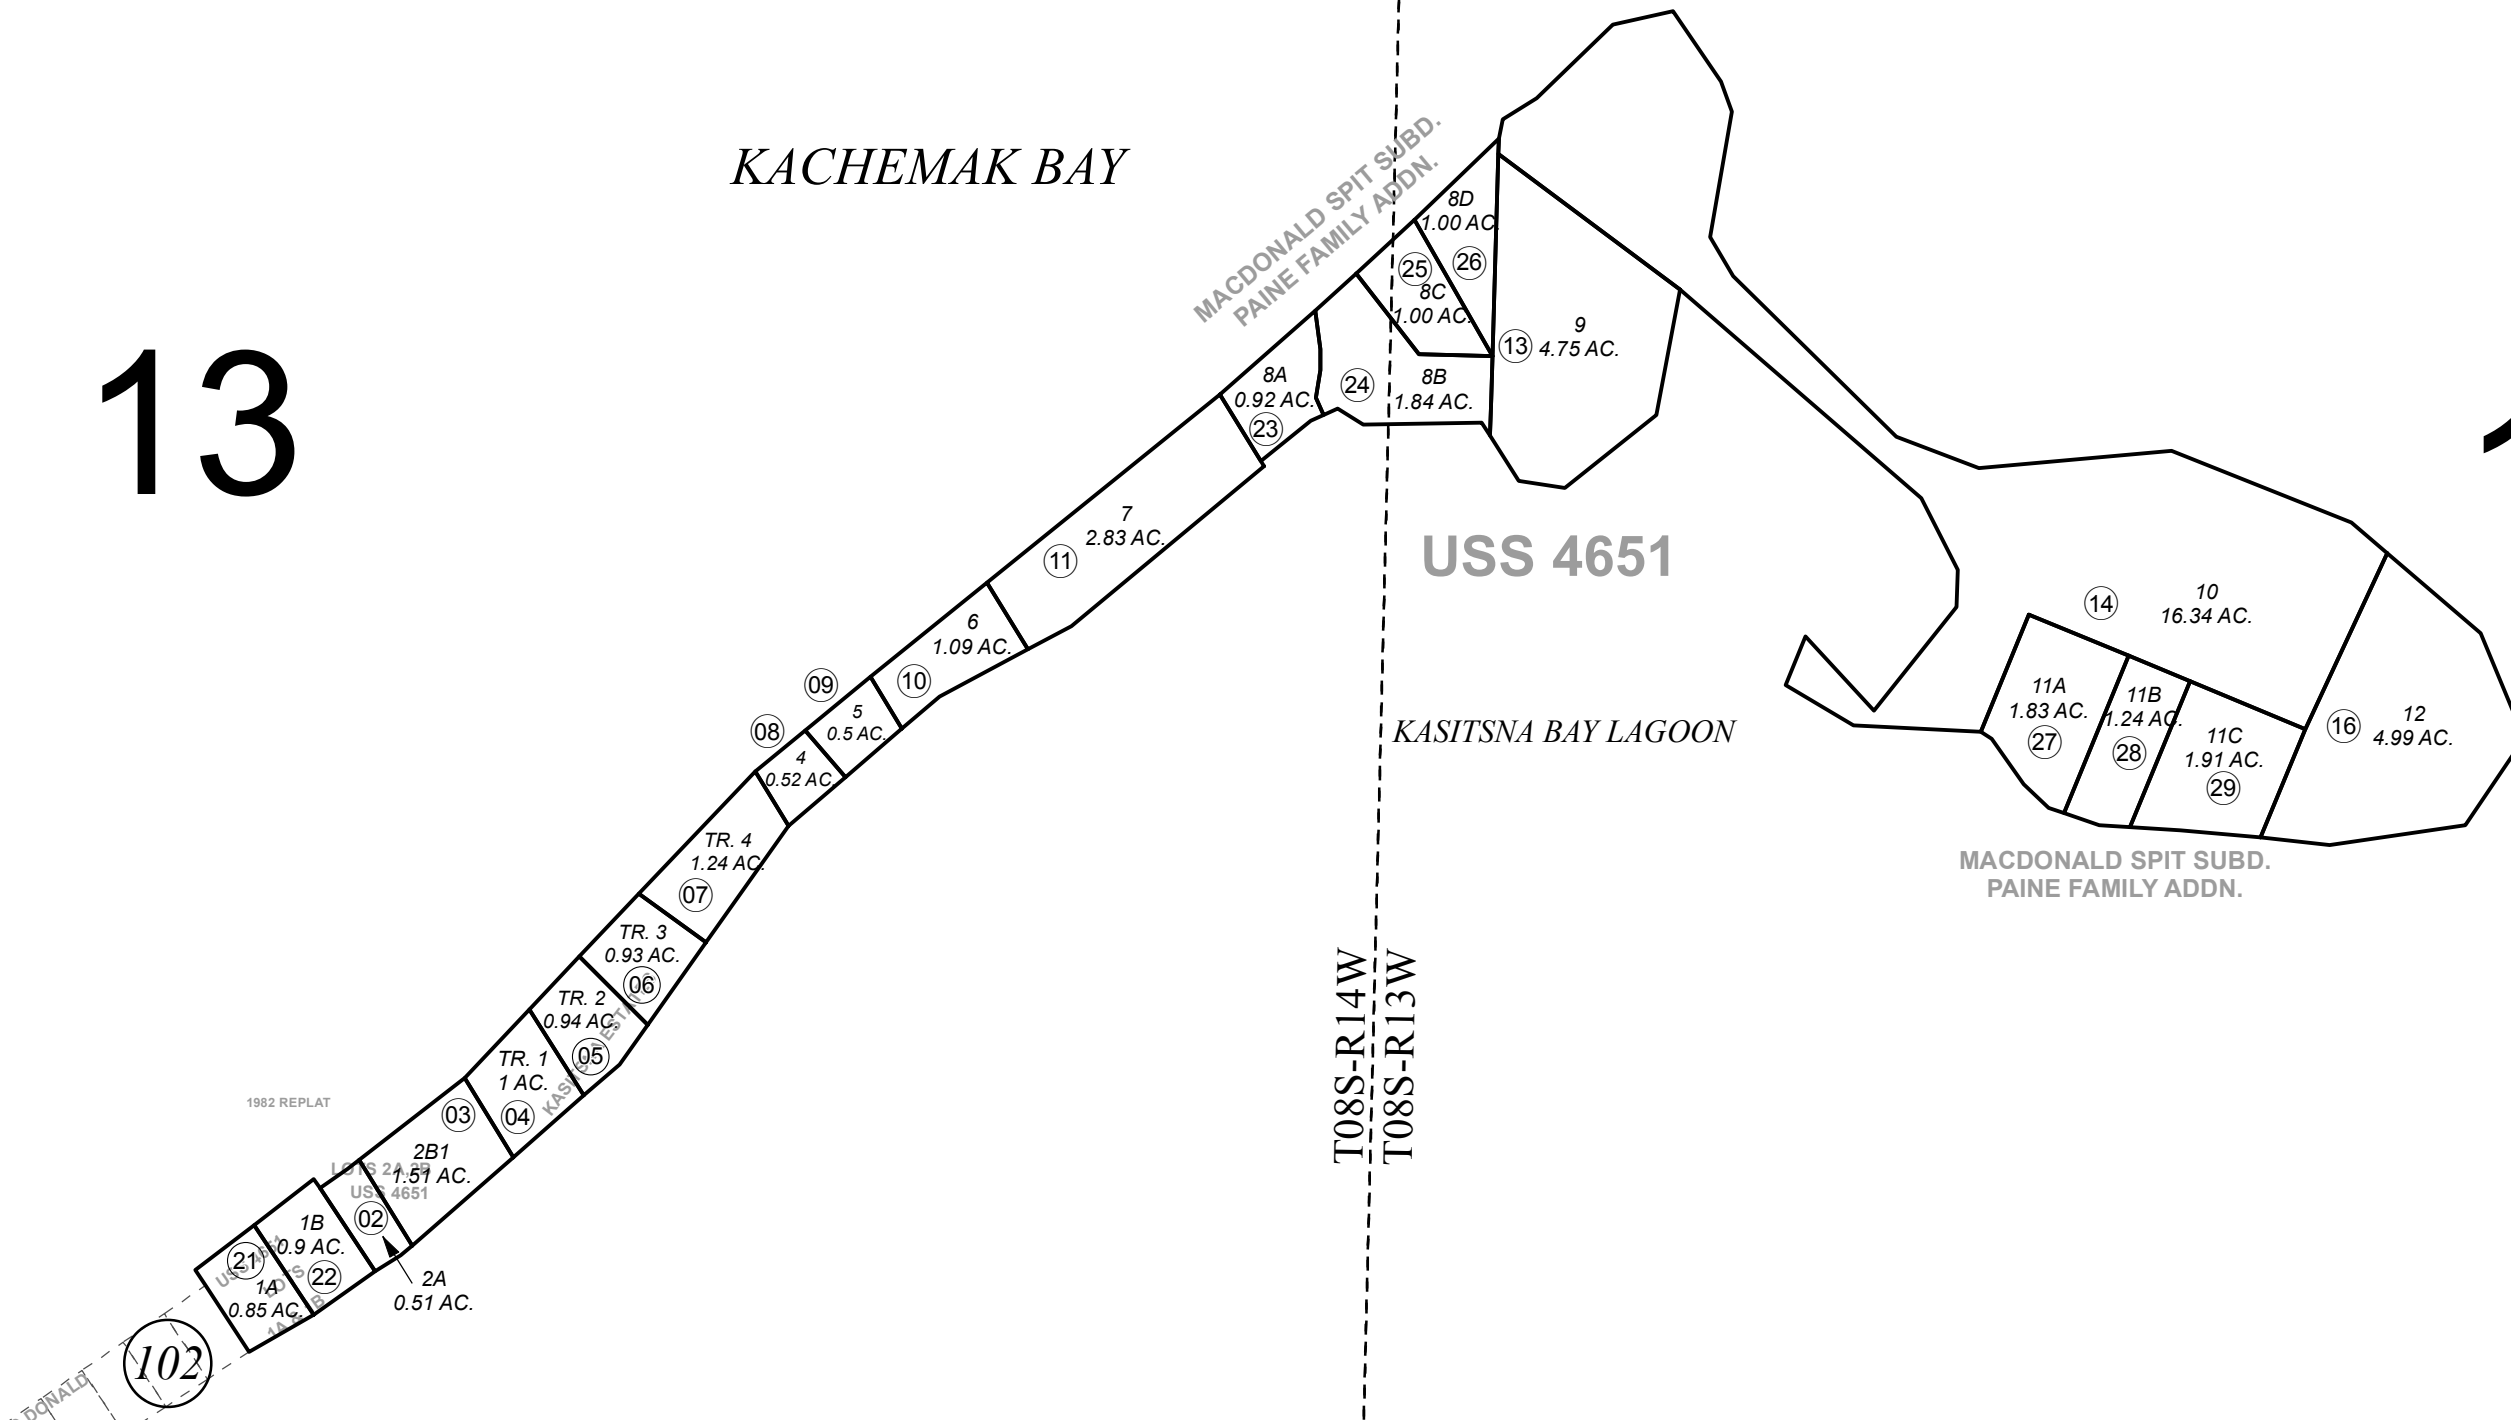 KACHEMAK BAY
13
MACDONALD SPIT SUBD.
PAINE FAMILY ADDN.
8D
1.00 AC.
26
25
8C
1.00 AC.
13
9
4.75 AC.
8A
0.92 AC.
23
24
8B
1.84 AC.
7
2.83 AC.
11
USS 4651
6
1.09 AC.
10
09
5
0.5 AC.
08
4
0.52 AC.
KASITSNA BAY LAGOON
14
10
16.34 AC.
11A
1.83 AC.
27
11B
1.24 AC.
28
11C
1.91 AC.
29
16
12
4.99 AC.
MACDONALD SPIT SUBD.
PAINE FAMILY ADDN.
TR. 4
1.24 AC.
07
TR. 3
0.93 AC.
06
TR. 2
0.94 AC.
05
TR. 1
1 AC.
04
T08S-R14W
T08S-R13W
1982 REPLAT
03
2B1
1.51 AC.
LOTS 2A,2B
USS 4651
02
2A
0.51 AC.
1B
0.9 AC.
22
21
USS 4651
LOTS
1A
0.85 AC.
102